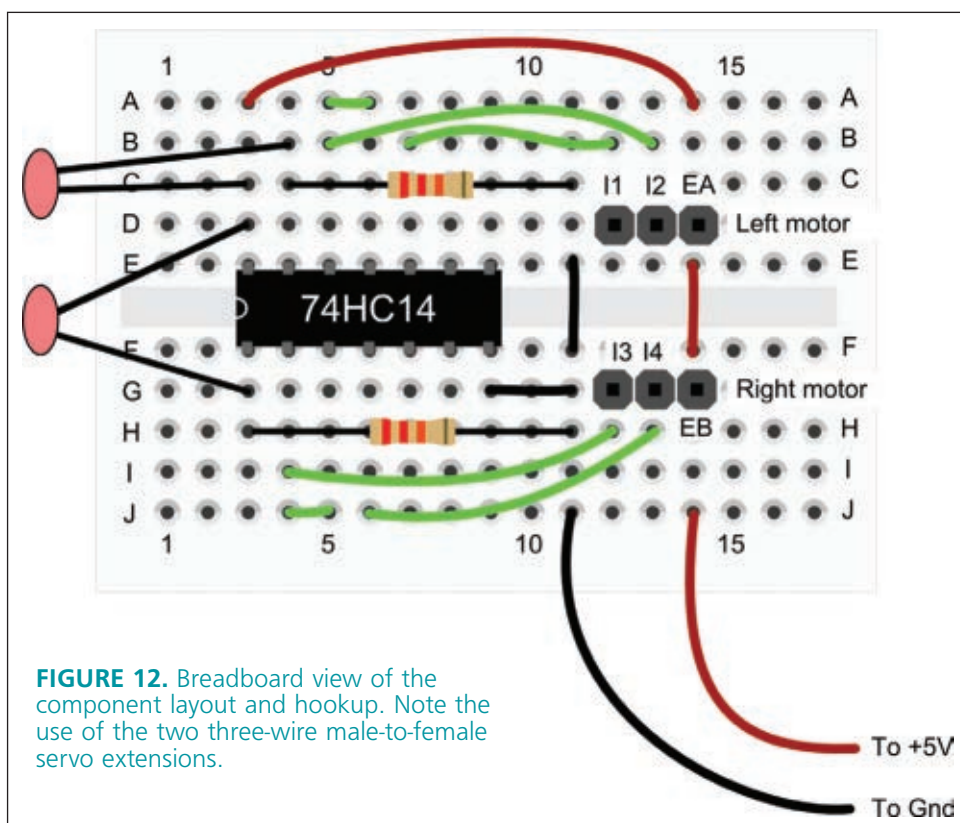 1 5 10 15
A A
B B
C I1 I2 EA C
D Left motor
E E
74HC14
F I3 I4 F
G Right motor
H EB H
I I
J J
1 5 10 15
FIGURE 12. Breadboard view of the
component layout and hookup. Note the
use of the two three-wire male-to-female
servo extensions.
To +5V
To Gnd